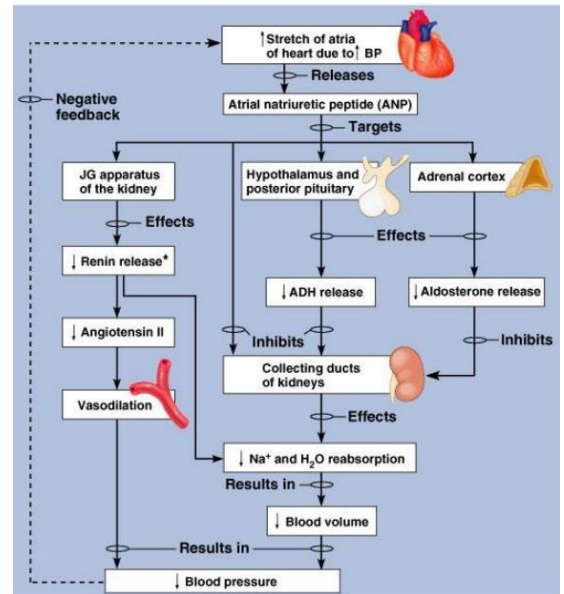 ↑Stretch of atria
of heart due to↑ BP
Releases
Negative
feedback
Atrial natriuretic peptide (ANP)
Targets
JG apparatus
of the kidney
Hypothalamus and
posterior pituitary
Adrenal cortex
Effects
Effects
↓ Renin release*
↓ ADH release
↓ Aldosterone release
↓ Angiotensin II
Inhibits
Inhibits
Collecting ducts
of kidneys
Vasodilation
Effects
↓ Na⁺ and H₂O reabsorption
Results in
↓ Blood volume
Results in
↓ Blood pressure